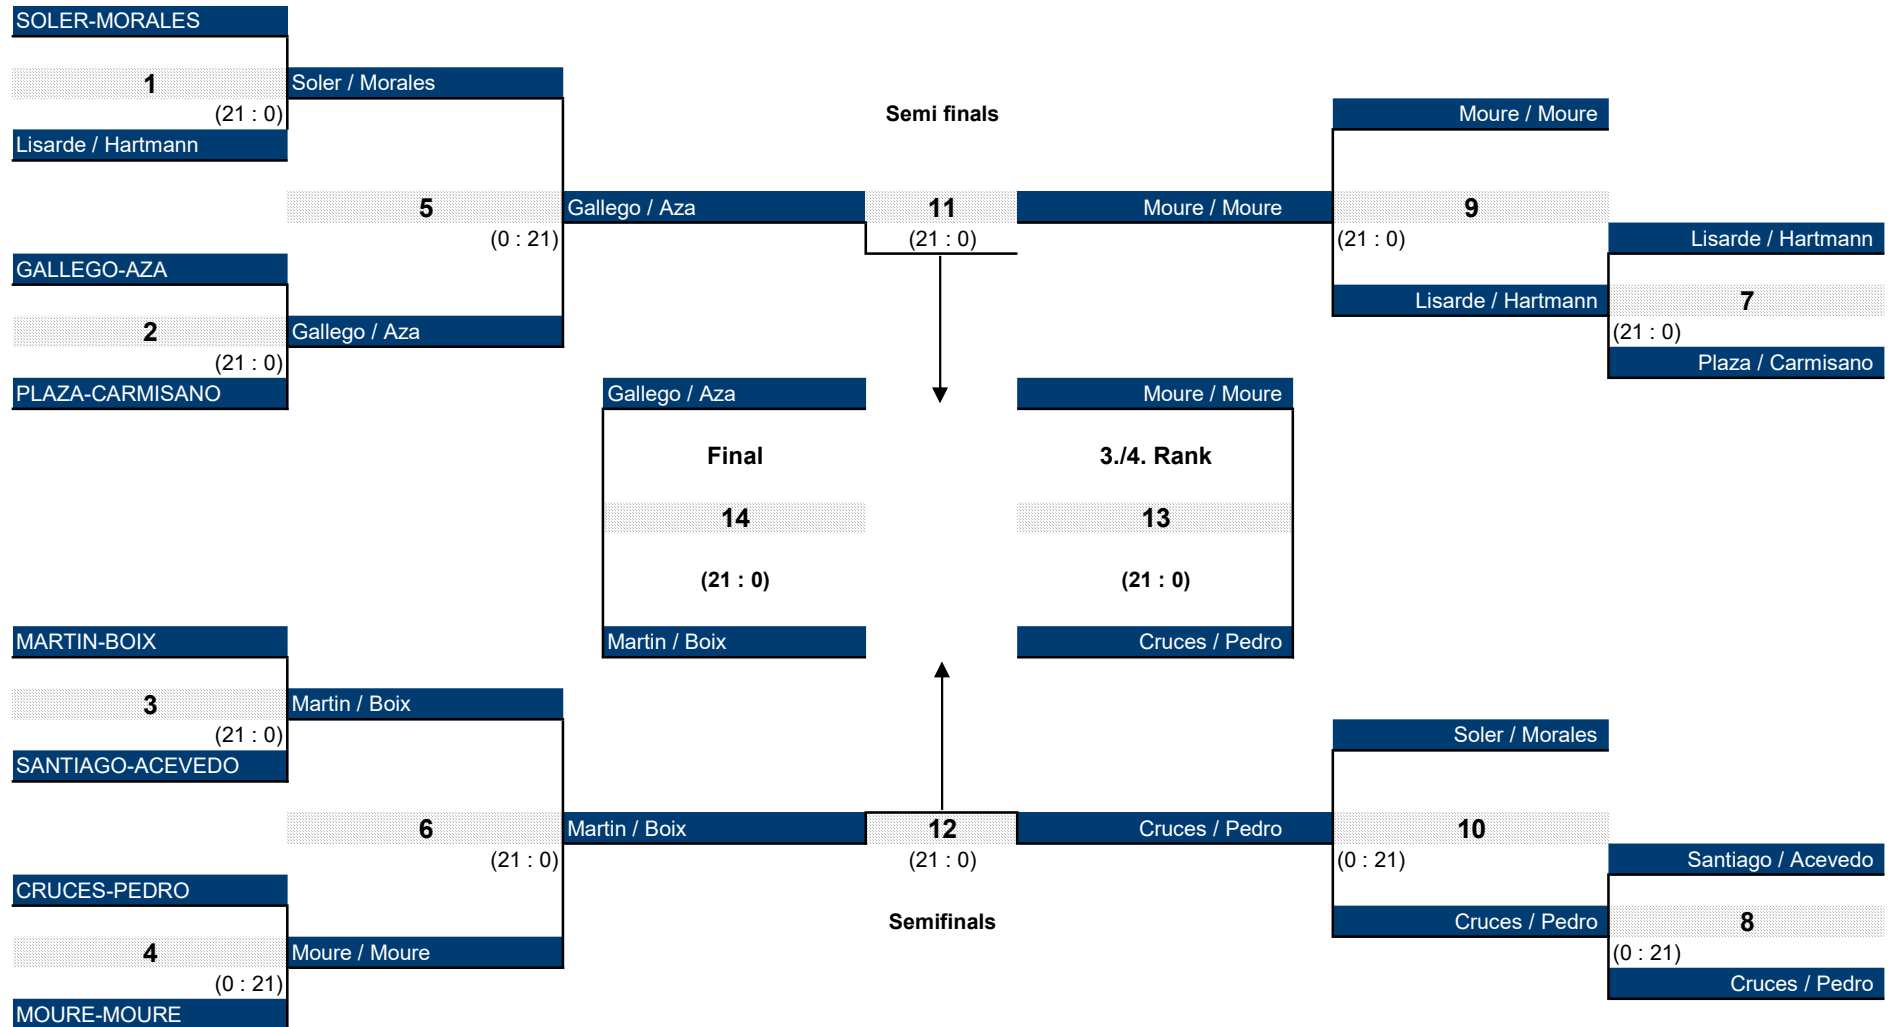 SOLER-MORALES
1
Soler / Morales
(21 : 0)
Semi finals
Moure / Moure
Lisarde / Hartmann
5
Gallego / Aza
11
Moure / Moure
9
(0 : 21)
(21 : 0)
(21 : 0)
Lisarde / Hartmann
GALLEGO-AZA
Lisarde / Hartmann
7
2
Gallego / Aza
(21 : 0)
(21 : 0)
Plaza / Carmisano
PLAZA-CARMISANO
Gallego / Aza
Moure / Moure
Final
3./4. Rank
14
13
(21 : 0)
(21 : 0)
MARTIN-BOIX
Martin / Boix
Cruces / Pedro
3
Martin / Boix
(21 : 0)
Soler / Morales
SANTIAGO-ACEVEDO
6
Martin / Boix
12
Cruces / Pedro
10
(21 : 0)
(21 : 0)
(0 : 21)
Santiago / Acevedo
CRUCES-PEDRO
Semifinals
Cruces / Pedro
8
4
Moure / Moure
(0 : 21)
(0 : 21)
Cruces / Pedro
MOURE-MOURE